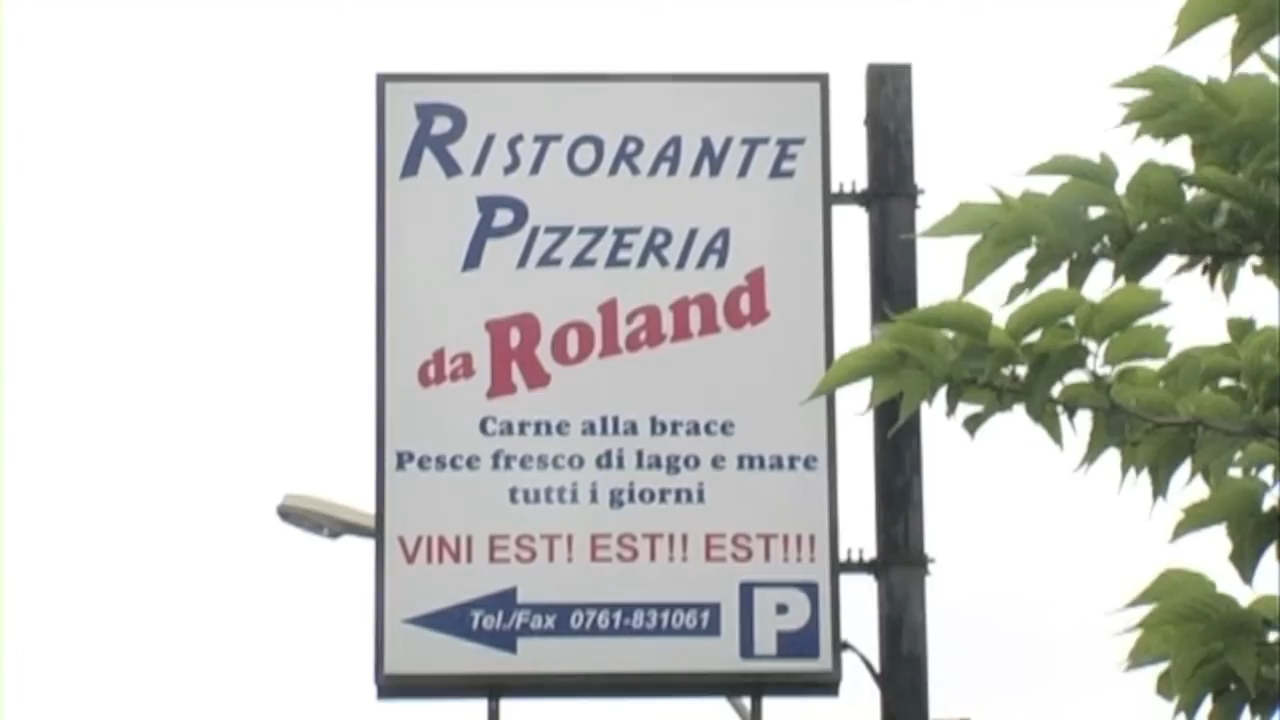 RISTORANTE
PIZZERIA
da Roland
Carne alla brace
Pesce fresco di lago e mare
tutti i giorni
VINI EST! EST!! EST!!!
Tel./Fax 0761-831061 P